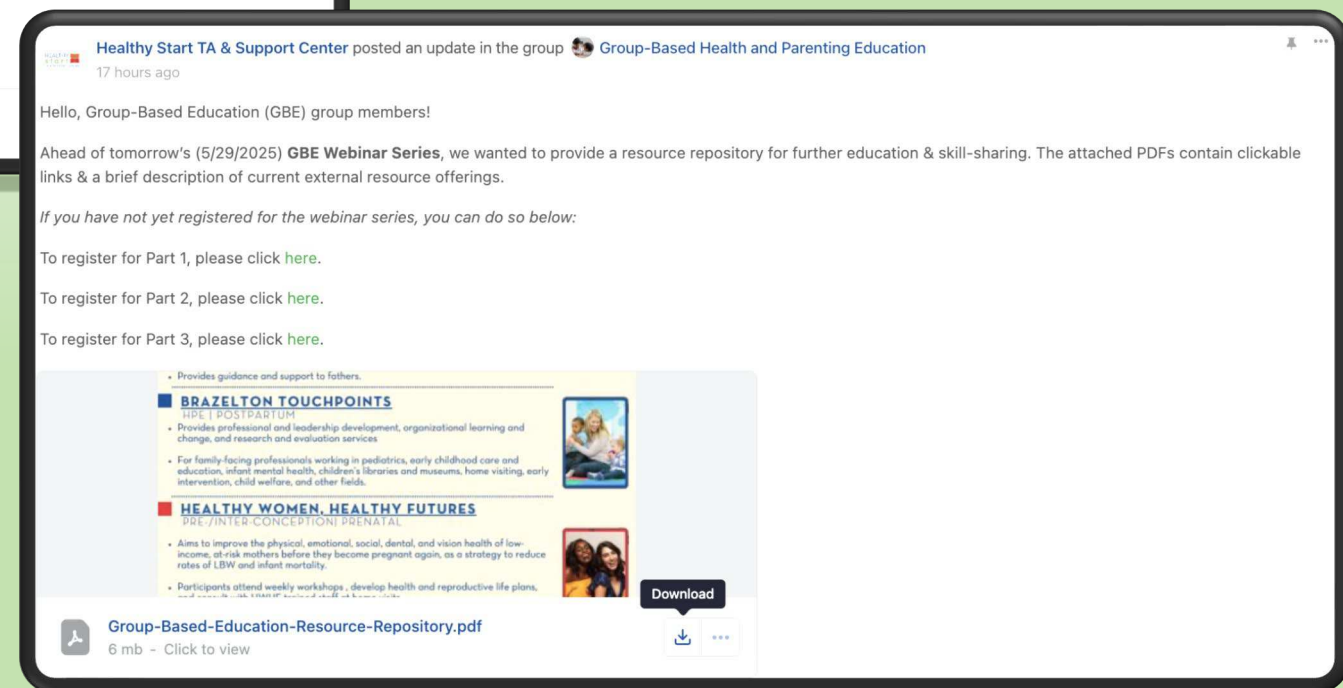 Healthy Start TA & Support Center posted an update in the group Group-Based Health and Parenting Education
17 hours ago
Hello, Group-Based Education (GBE) group members!
Ahead of tomorrow's (5/29/2025) GBE Webinar Series, we wanted to provide a resource repository for further education & skill-sharing. The attached PDFs contain clickable
links & a brief description of current external resource offerings.
If you have not yet registered for the webinar series, you can do so below:
To register for Part 1, please click here.
To register for Part 2, please click here.
To register for Part 3, please click here.
• Provides guidance and support to fathers.
BRAZELTON TOUCHPOINTS
HPE | POSTPARTUM
• Provides professional and leadership development, organizational learning and
change, and research and evaluation services
• For family-facing professionals working in pediatrics, early childhood care and
education, infant mental health, children's libraries and museums, home visiting, early
intervention, child welfare, and other fields.
HEALTHY WOMEN, HEALTHY FUTURES
PRE-/INTER-CONCEPTION| PRENATAL
• Aims to improve the physical, emotional, social, dental, and vision health of low-
income, at-risk mothers before they become pregnant again, as a strategy to reduce
rates of LBW and infant mortality.
• Participants attend weekly workshops , develop health and reproductive life plans,
Download
Group-Based-Education-Resource-Repository.pdf
6 mb - Click to view